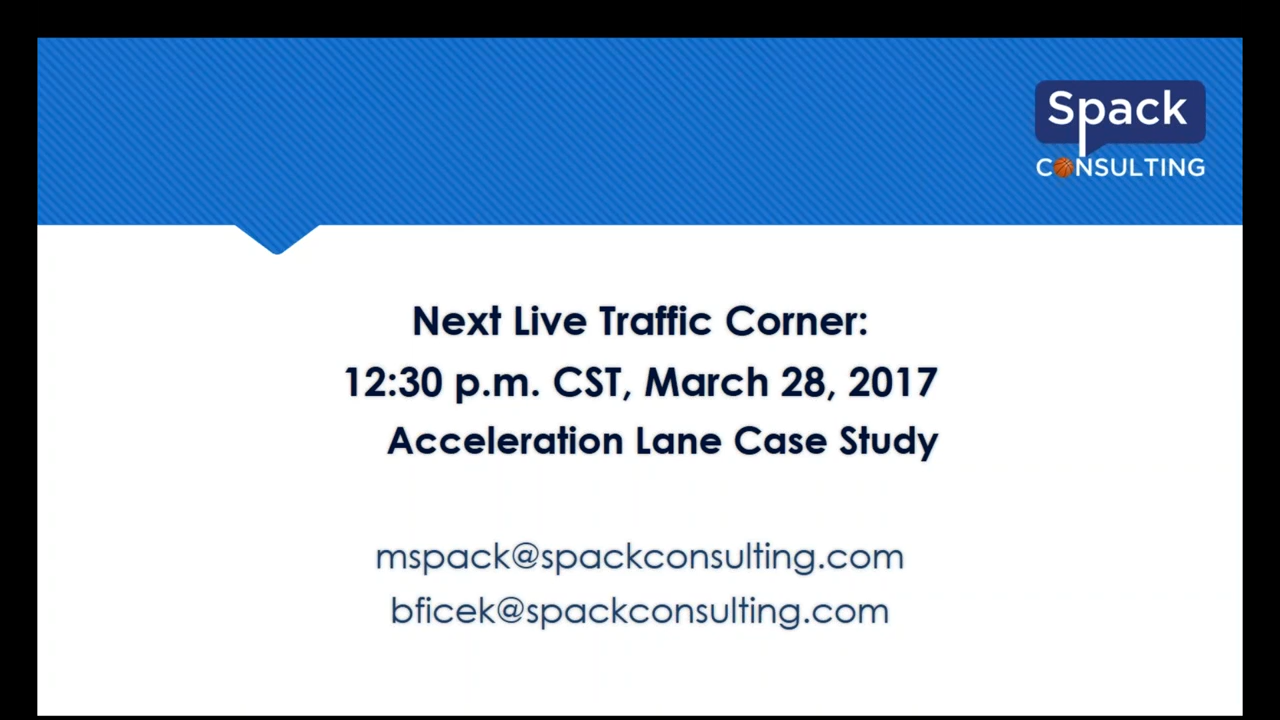 Spack
CONSULTING
Next Live Traffic Corner:
12:30 p.m. CST, March 28, 2017
Acceleration Lane Case Study
mspack@spackconsulting.com
bficek@spackconsulting.com